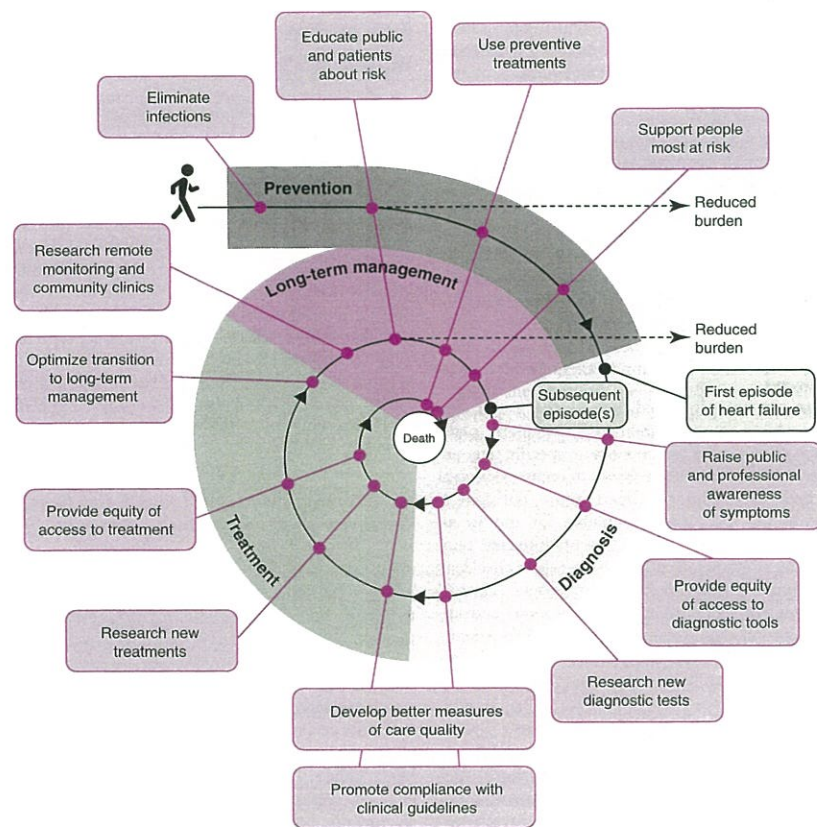 Educate public
and patients
about risk
Use preventive
treatments
Eliminate
infections
Support people
most at risk
Prevention
Reduced
burden
Research remote
monitoring and
community clinics
Long-term management
Reduced
burden
Optimize transition
to long-term
management
Subsequent
episode(s)
First episode
of heart failure
Death
Raise public
and professional
awareness
of symptoms
Provide equity of
access to treatment
Treatment
Diagnosis
Provide equity
of access to
diagnostic tools
Research new
treatments
Research new
diagnostic tests
Develop better measures
of care quality
Promote compliance with
clinical guidelines